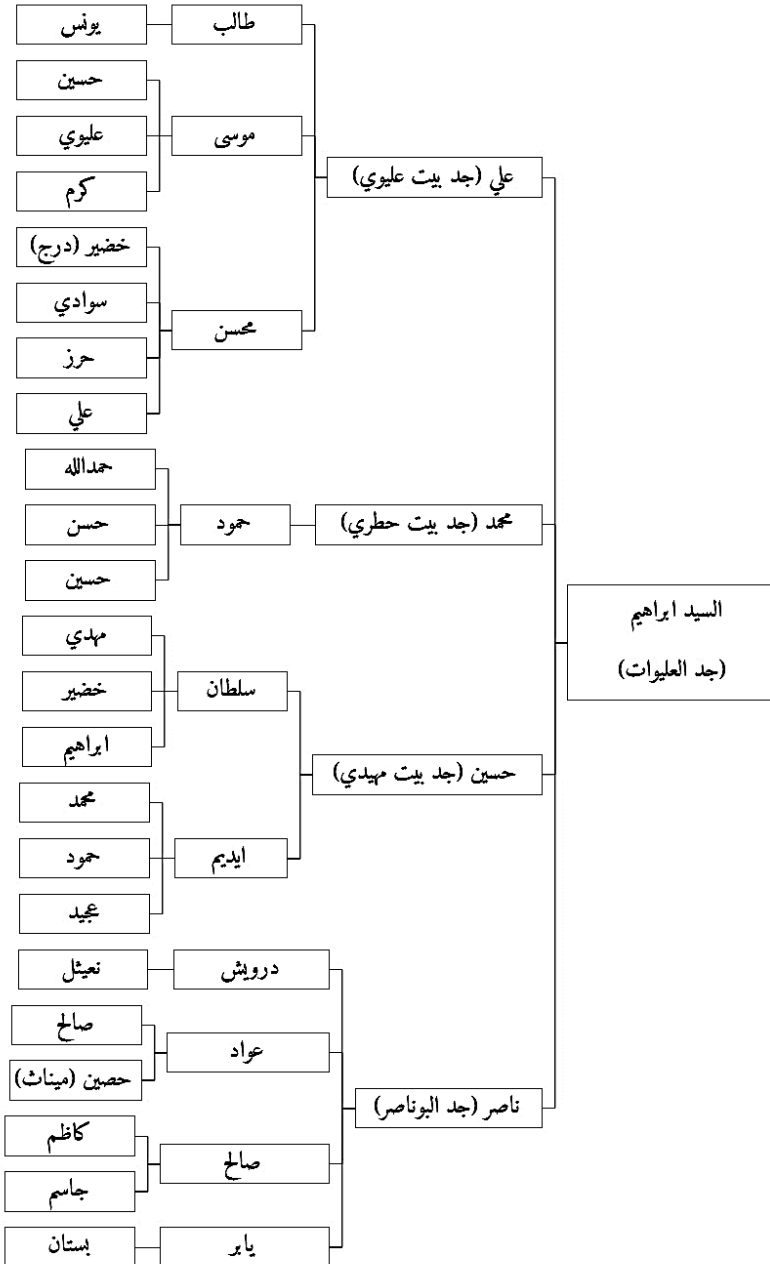 السيد ابراهيم
(جد العليوات)
علي (جد بيت عليوي)
طالب
يونس
موسى
حسين
عليوي
كرم
محسن
خضير (درج)
سوادي
حرز
علي
محمد (جد بيت حطري)
حمود
حمدالله
حسن
حسين
حسين (جد بيت مهيدي)
سلطان
مهدي
خضير
ابراهيم
ايديم
محمد
حمود
عجيد
ناصر (جد البوناصر)
درويش
نعيثل
عواد
صالح
حصين (ميناث)
صالح
كاظم
جاسم
يابر
بستان